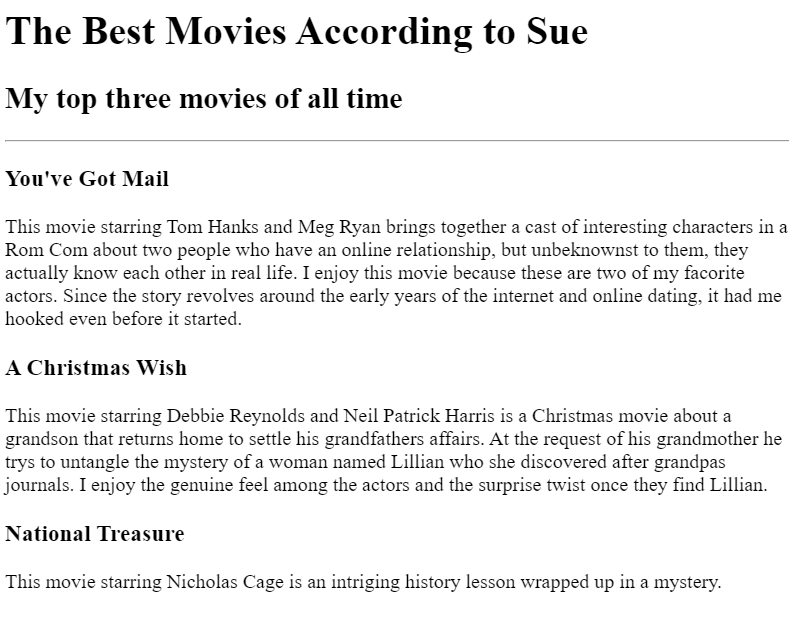 The Best Movies According to Sue
My top three movies of all time
You've Got Mail
This movie starring Tom Hanks and Meg Ryan brings together a cast of interesting characters in a
Rom Com about two people who have an online relationship, but unbeknownst to them, they
actually know each other in real life. I enjoy this movie because these are two of my facorite
actors. Since the story revolves around the early years of the internet and online dating, it had me
hooked even before it started.
A Christmas Wish
This movie starring Debbie Reynolds and Neil Patrick Harris is a Christmas movie about a
grandson that returns home to settle his grandfathers affairs. At the request of his grandmother he
trys to untangle the mystery of a woman named Lillian who she discovered after grandpas
journals. I enjoy the genuine feel among the actors and the surprise twist once they find Lillian.
National Treasure
This movie starring Nicholas Cage is an intriging history lesson wrapped up in a mystery.